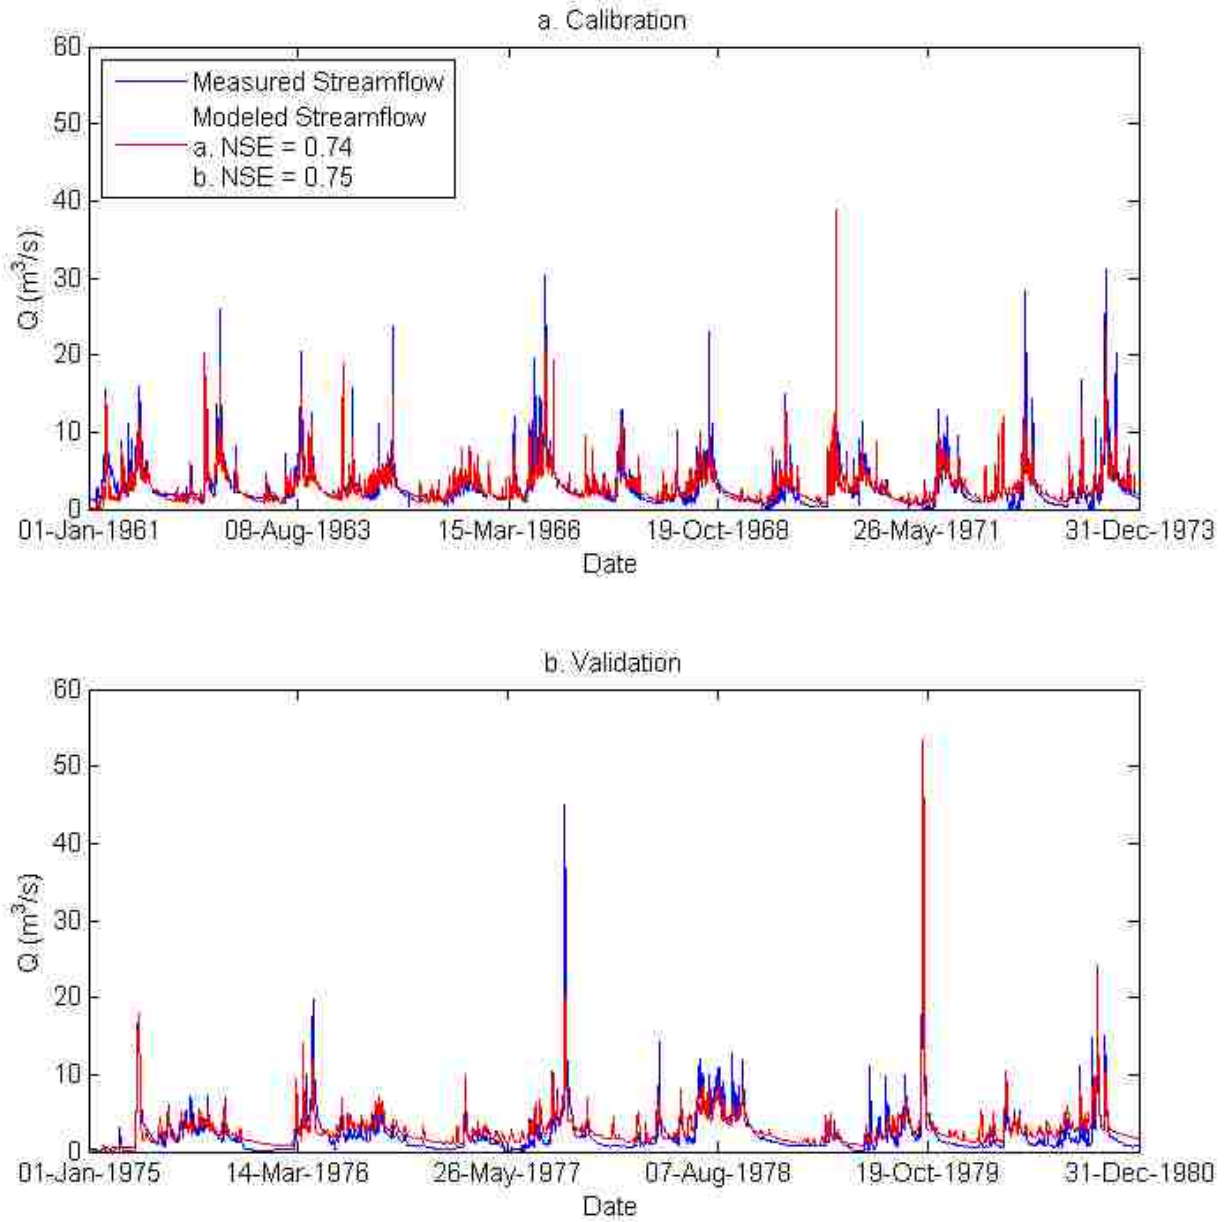 a. Calibration
60
50
40
30
20
10
0
Q (m³/s)
Measured Streamflow
Modeled Streamflow
a. NSE = 0.74
b. NSE = 0.75
01-Jan-1961 08-Aug-1963 15-Mar-1966 19-Oct-1968 26-May-1971 31-Dec-1973
Date
b. Validation
60
50
40
30
20
10
0
Q (m³/s)
01-Jan-1975 14-Mar-1976 26-May-1977 07-Aug-1978 19-Oct-1979 31-Dec-1980
Date